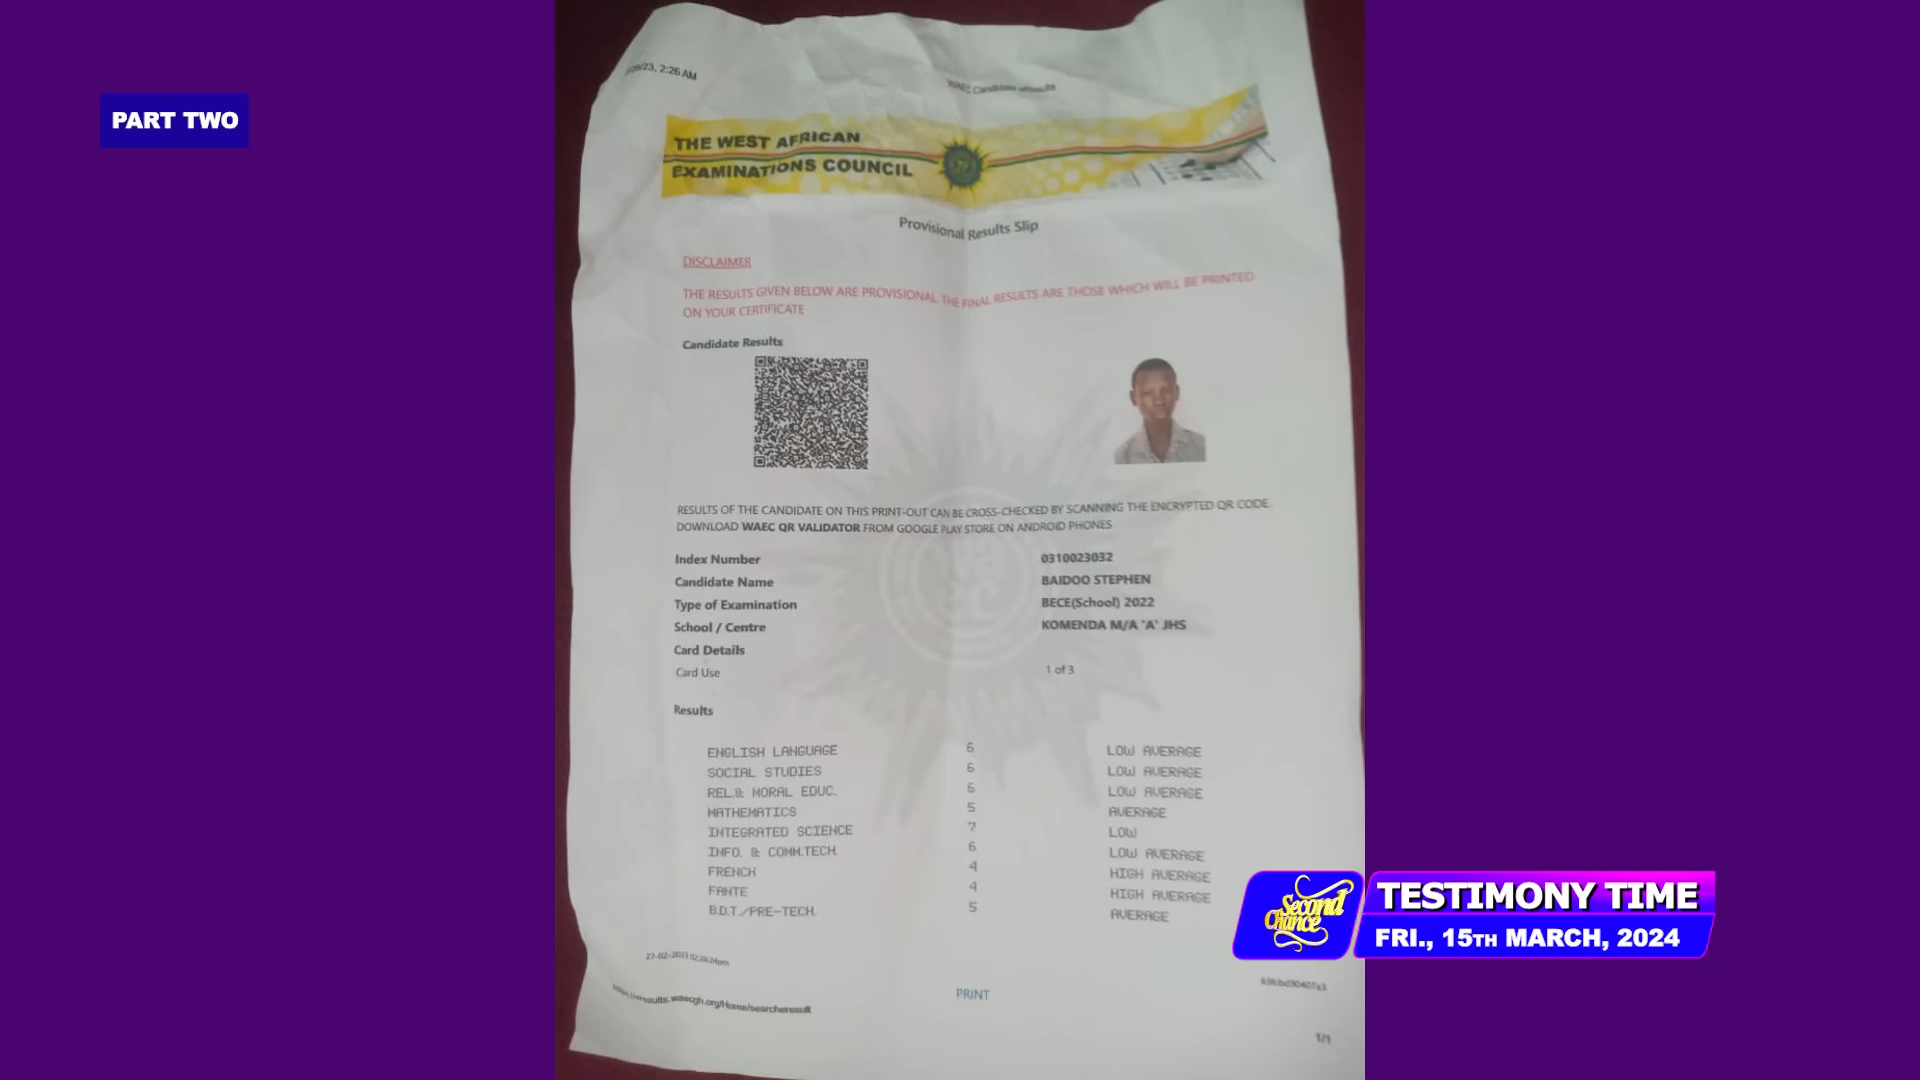 PART TWO
/23, 2:26 AM
WAEC Candidate eResults
THE WEST AFRICAN
EXAMINATIONS COUNCIL
Provisional Results Slip
DISCLAIMER
THE RESULTS GIVEN BELOW ARE PROVISIONAL. THE FINAL RESULTS ARE THOSE WHICH WILL BE PRINTED
ON YOUR CERTIFICATE
Candidate Results
RESULTS OF THE CANDIDATE ON THIS PRINT-OUT CAN BE CROSS-CHECKED BY SCANNING THE ENCRYPTED QR CODE.
DOWNLOAD WAEC QR VALIDATOR FROM GOOGLE PLAY STORE ON ANDROID PHONES
Index Number 0310023032
Candidate Name BAIDOO STEPHEN
Type of Examination BECE(School) 2022
School / Centre KOMENDA M/A 'A' JHS
Card Details
Card Use 1 of 3
Results
ENGLISH LANGUAGE 6 LOW AVERAGE
SOCIAL STUDIES 6 LOW AVERAGE
REL.& MORAL EDUC. 6 LOW AVERAGE
MATHEMATICS 5 AVERAGE
INTEGRATED SCIENCE 7 LOW
INFO. & COMM.TECH. 6 LOW AVERAGE
FRENCH 4 HIGH AVERAGE
FANTE 4 HIGH AVERAGE
B.D.T./PRE-TECH. 5 AVERAGE
Second Chance
TESTIMONY TIME
FRI., 15TH MARCH, 2024
27-02-2023
PRINT
1/1